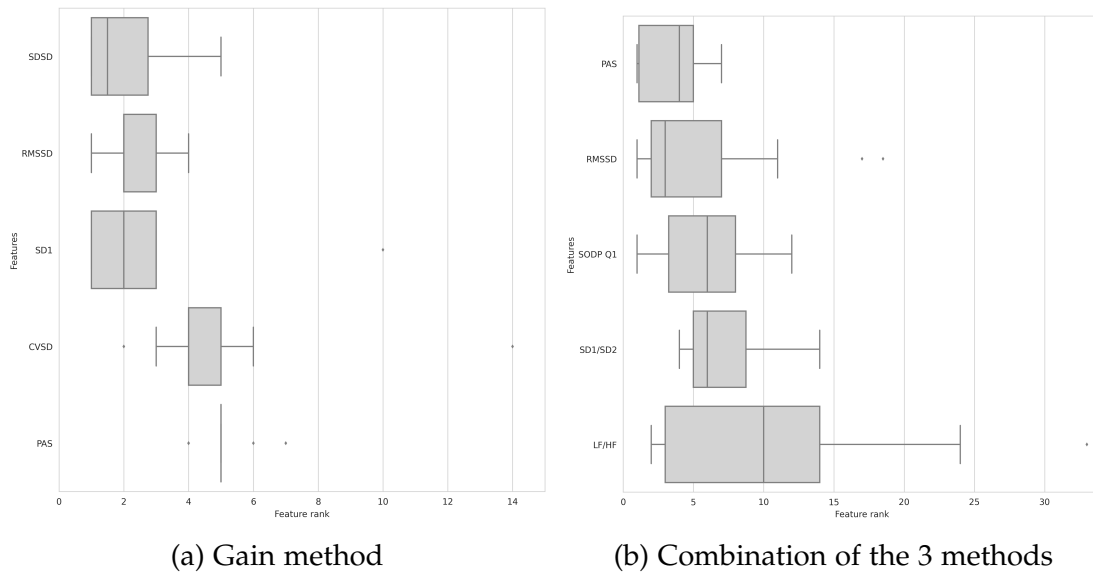 SDSD
RMSSD
SD1
CVSD
PAS
Features
0 2 4 6 8 10 12 14
Feature rank
(a) Gain method
PAS
RMSSD
SODP Q1
SD1/SD2
LF/HF
Features
0 5 10 15 20 25 30
Feature rank
(b) Combination of the 3 methods